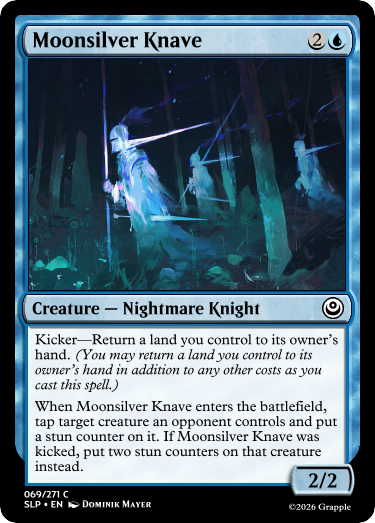 Moonsilver Knave 2
Creature — Nightmare Knight
Kicker—Return a land you control to its owner's
hand. (You may return a land you control to its
owner's hand in addition to any other costs as you
cast this spell.)
When Moonsilver Knave enters the battlefield,
tap target creature an opponent controls and put
a stun counter on it. If Moonsilver Knave was
kicked, put two stun counters on that creature
instead.
2/2
069/271 C
SLP • EN Dominik Mayer
©2026 Grapple